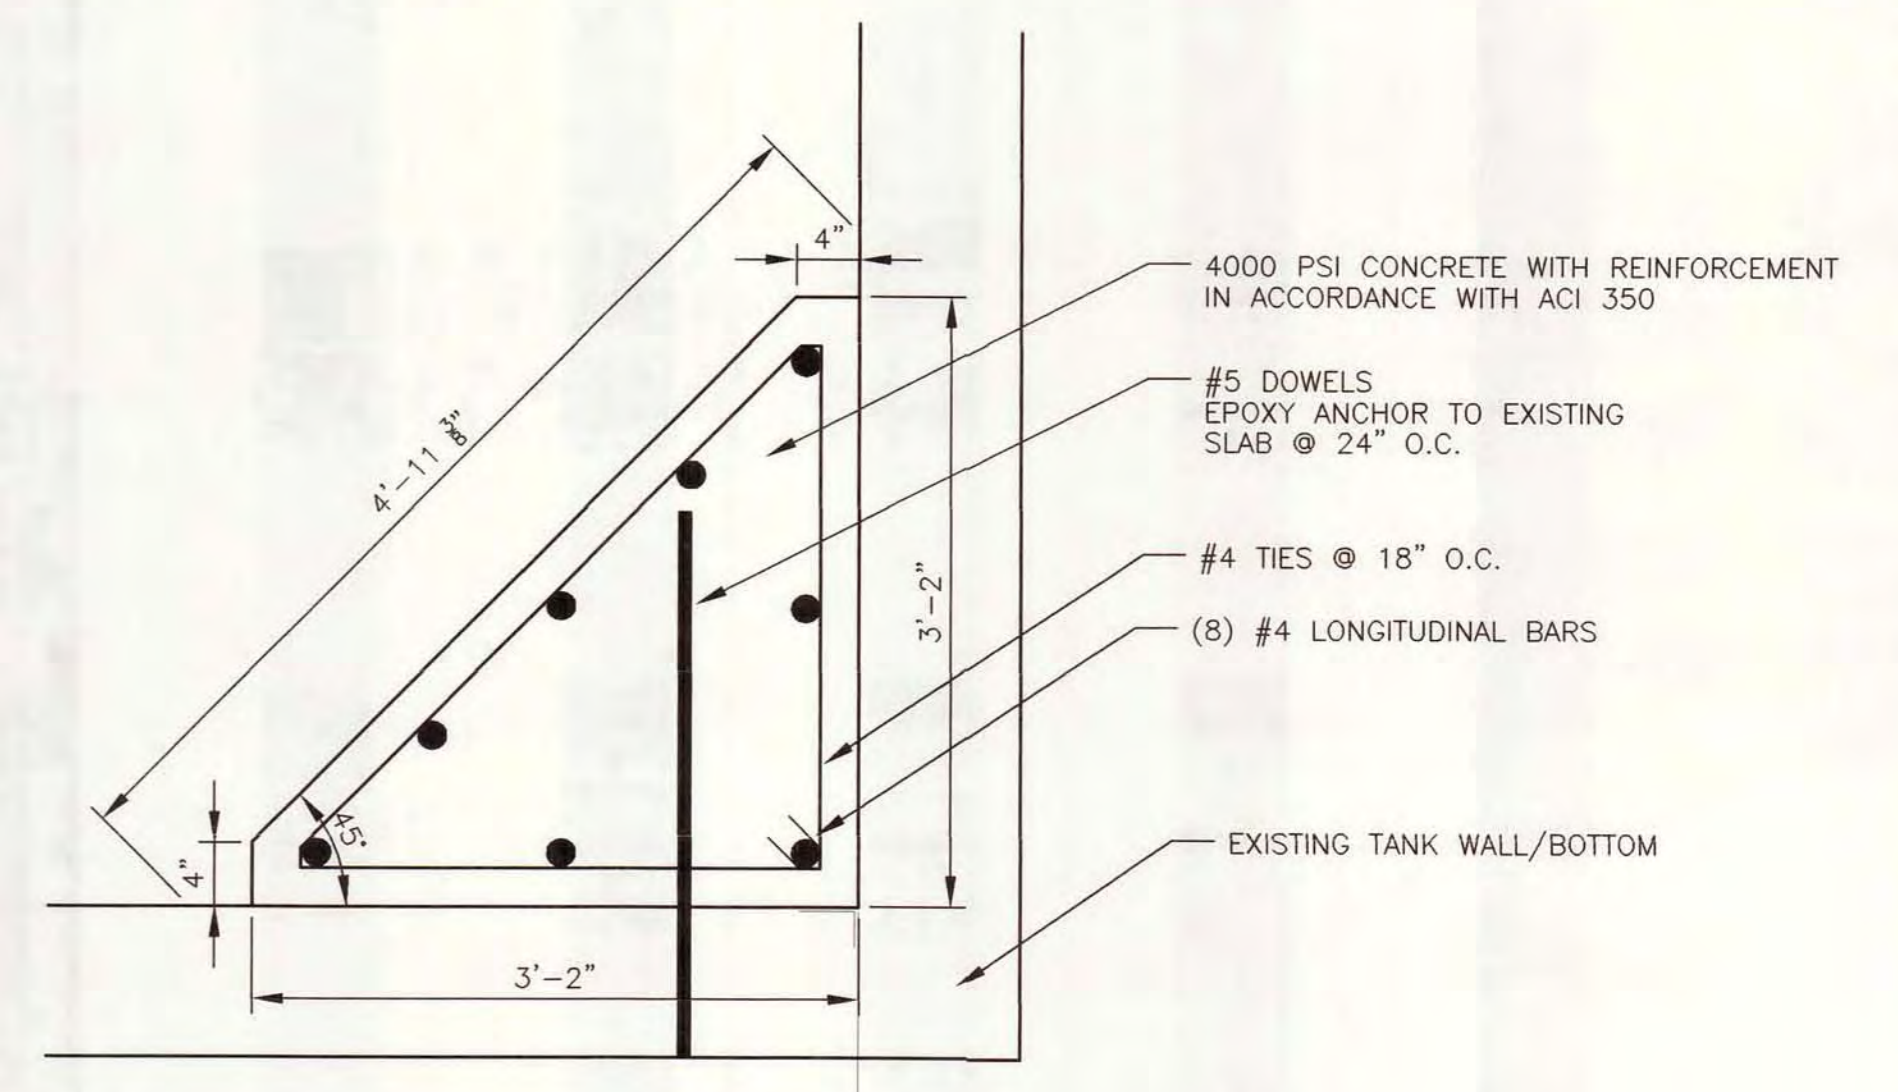 4"
4000 PSI CONCRETE WITH REINFORCEMENT
IN ACCORDANCE WITH ACI 350
#5 DOWELS
EPOXY ANCHOR TO EXISTING
SLAB @ 24" O.C.
4'-11 3/8"
#4 TIES @ 18" O.C.
3'-2"
(8) #4 LONGITUDINAL BARS
45°
4"
EXISTING TANK WALL/BOTTOM
3'-2"